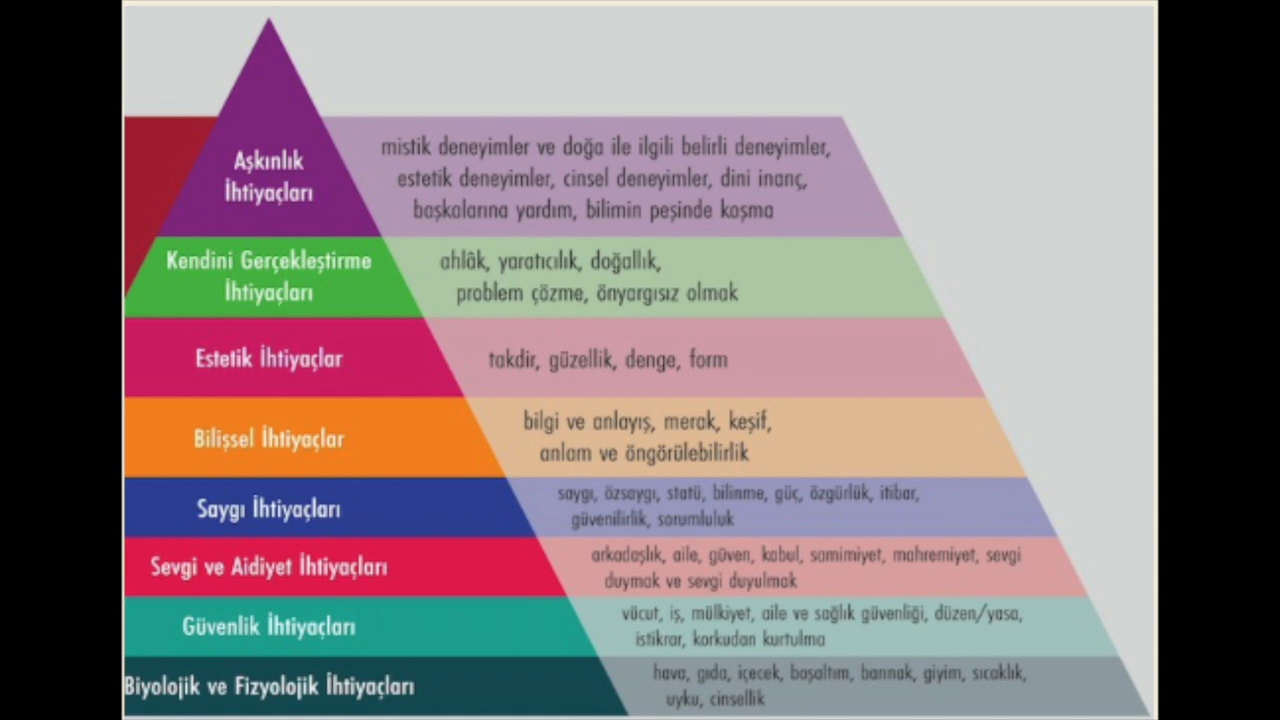 Aşkınlık
İhtiyaçları
mistik deneyimler ve doğa ile ilgili belirli deneyimler,
estetik deneyimler, cinsel deneyimler, dini inanç,
başkalarına yardım, bilimin peşinde koşma
Kendini Gerçekleştirme
İhtiyaçları
ahlâk, yaratıcılık, doğallık,
problem çözme, önyargısız olmak
Estetik İhtiyaçlar
takdir, güzellik, denge, form
Bilişsel İhtiyaçlar
bilgi ve anlayış, merak, keşif,
anlam ve öngörülebilirlik
Saygı İhtiyaçları
saygı, özsaygı, statü, bilinme, güç, özgürlük, itibar,
güvenilirlik, sorumluluk
Sevgi ve Aidiyet İhtiyaçları
arkadaşlık, aile, güven, kabul, samimiyet, mahremiyet, sevgi
duymak ve sevgi duyulmak
Güvenlik İhtiyaçları
vücut, iş, mülkiyet, aile ve sağlık güvenliği, düzen/yasa,
istikrar, korkudan kurtulma
Biyolojik ve Fizyolojik İhtiyaçları
hava, gıda, içecek, boşaltım, barınak, giyim, sıcaklık,
uyku, cinsellik